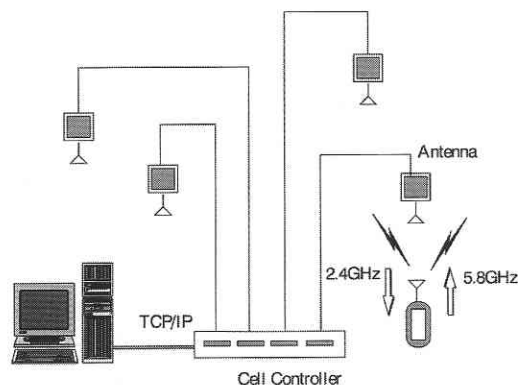 Antenna
2.4GHz
5.8GHz
TCP/IP
Cell Controller